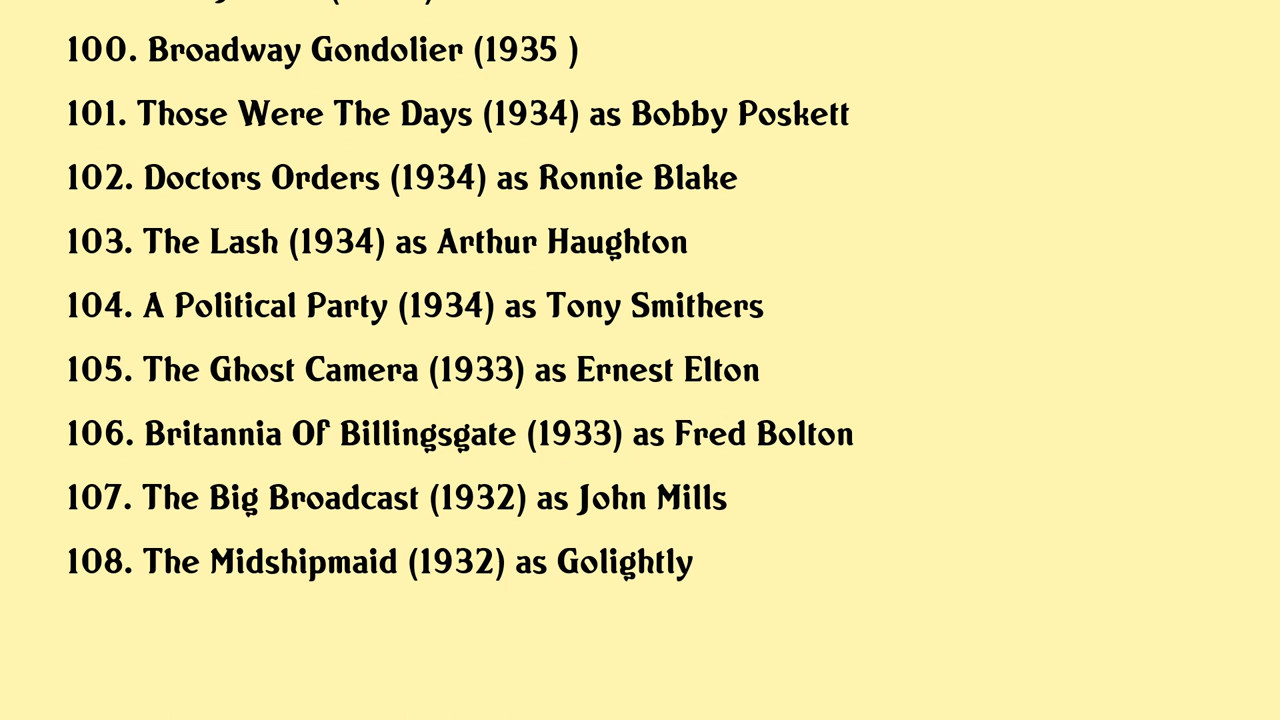 100. Broadway Gondolier (1935 )
101. Those Were The Days (1934) as Bobby Poskett
102. Doctors Orders (1934) as Ronnie Blake
103. The Lash (1934) as Arthur Haughton
104. A Political Party (1934) as Tony Smithers
105. The Ghost Camera (1933) as Ernest Elton
106. Britannia Of Billingsgate (1933) as Fred Bolton
107. The Big Broadcast (1932) as John Mills
108. The Midshipmaid (1932) as Golightly